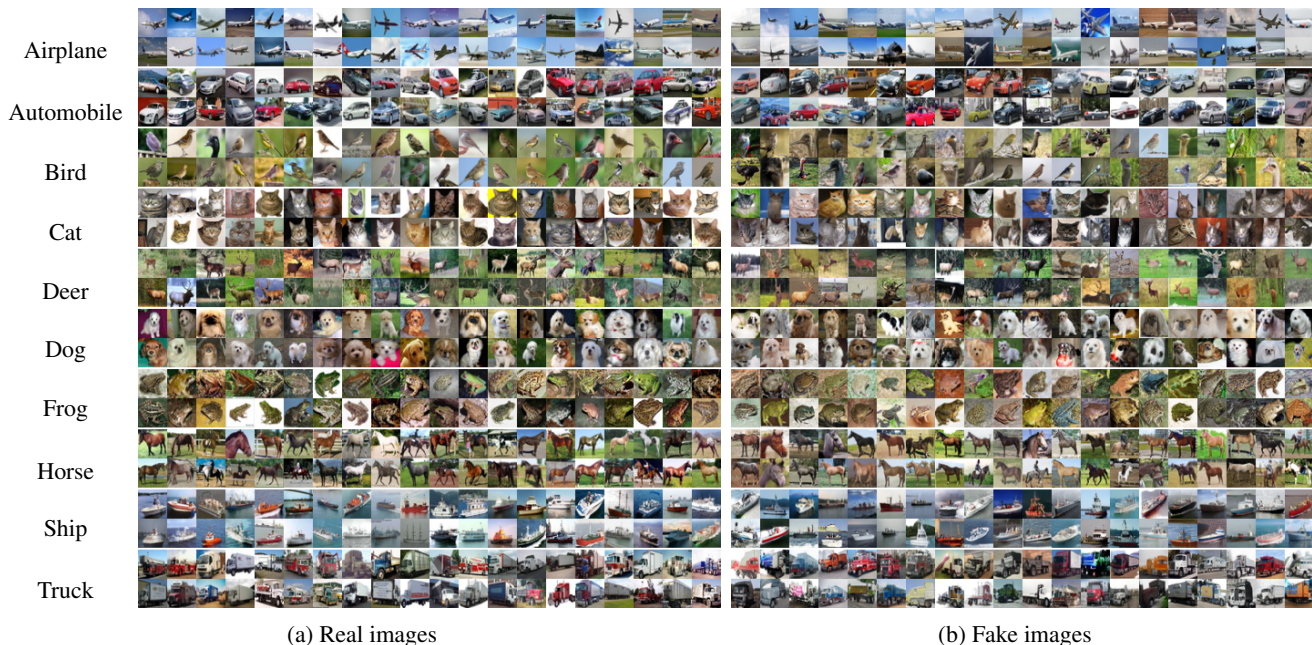 Airplane
Automobile
Bird
Cat
Deer
Dog
Frog
Horse
Ship
Truck
(a) Real images
(b) Fake images